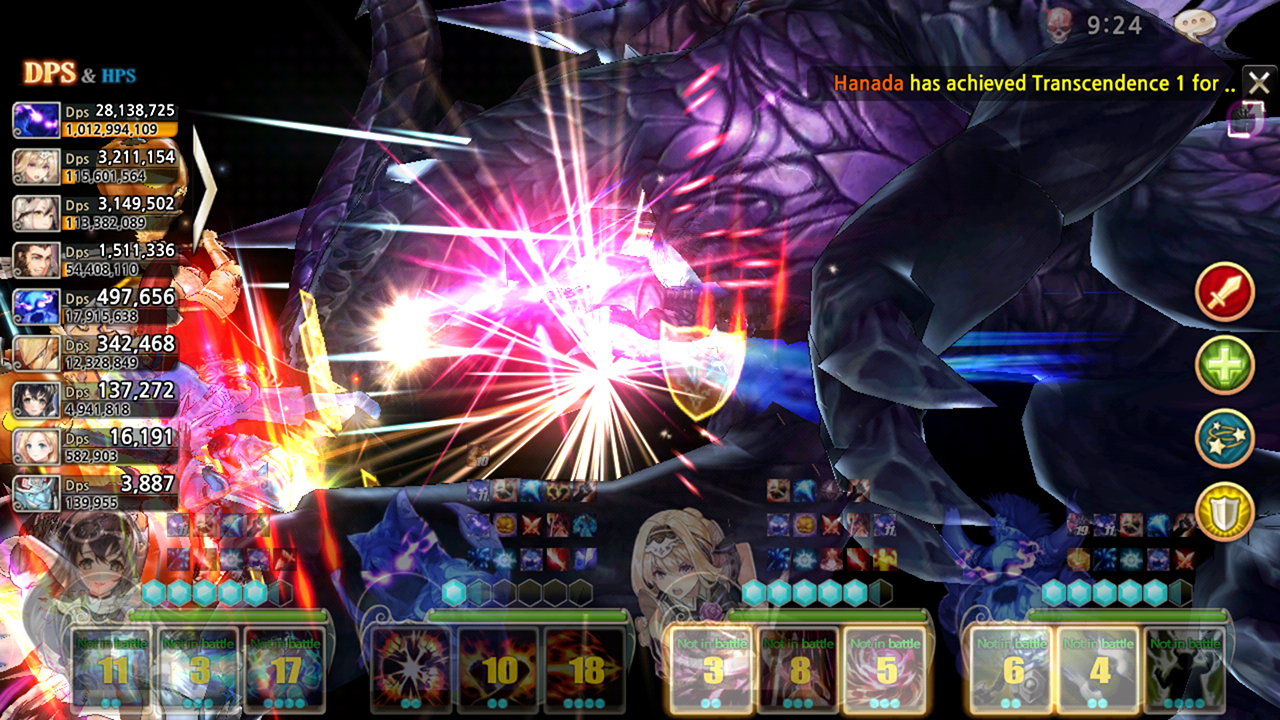 9:24
DPS & HPS
Hanada has achieved Transcendence 1 for ..
Dps 28,138,725
1,012,994,109
Dps 3,211,154
115,601,564
Dps 3,149,502
113,382,089
Dps 1,511,336
54,408,110
Dps 497,656
17,915,638
Dps 342,468
12,328,849
Dps 137,272
4,941,818
Dps 16,191
582,903
Dps 3,887
139,955
Not in battle Not in battle Not in battle Not in battle Not in battle Not in battle Not in battle Not in battle Not in battle
11 3 17 10 18 3 8 5 6 4